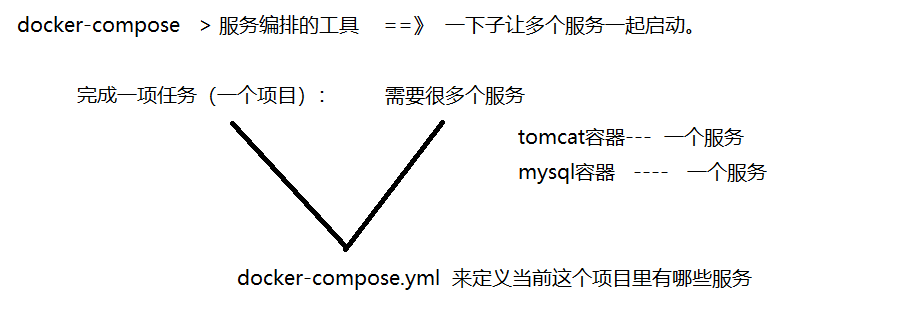 docker-compose > 服务编排的工具 ==》 一下子让多个服务一起启动。
完成一项任务（一个项目）： 需要很多个服务
tomcat容器--- 一个服务
mysql容器 ---- 一个服务
docker-compose.yml 来定义当前这个项目里有哪些服务